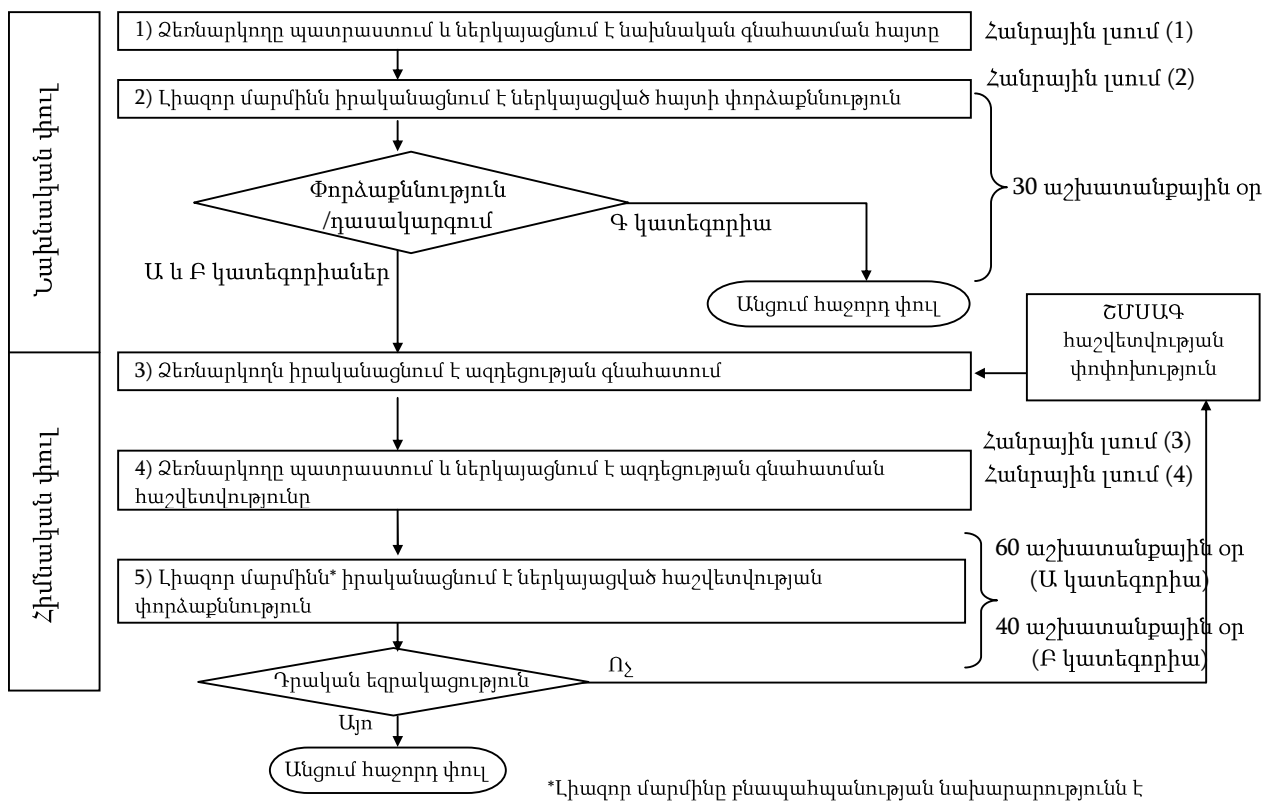 Նախնական փուլ
1) Ձեռնարկողը պատրաստում և ներկայացնում է նախնական գնահատման հայտը
Հանրային լսում (1)
Հանրային լսում (2)
2) Լիազոր մարմինն իրականացնում է ներկայացված հայտի փորձաքննություն
30 աշխատանքային օր
Փորձաքննություն
/դասակարգում
Գ կատեգորիա
Ա և Բ կատեգորիաներ
Անցում հաջորդ փուլ
Հիմնական փուլ
ՇՄՍԱԳ
հաշվետվության
փոփոխություն
3) Ձեռնարկողն իրականացնում է ազդեցության գնահատում
Հանրային լսում (3)
Հանրային լսում (4)
4) Ձեռնարկողը պատրաստում և ներկայացնում է ազդեցության գնահատման
հաշվետվությունը
60 աշխատանքային օր
(Ա կատեգորիա)
40 աշխատանքային օր
(Բ կատեգորիա)
5) Լիազոր մարմինն* իրականացնում է ներկայացված հաշվետվության
փորձաքննություն
Դրական եզրակացություն
Ոչ
Այո
Անցում հաջորդ փուլ
*Լիազոր մարմինը բնապահպանության նախարարությունն է